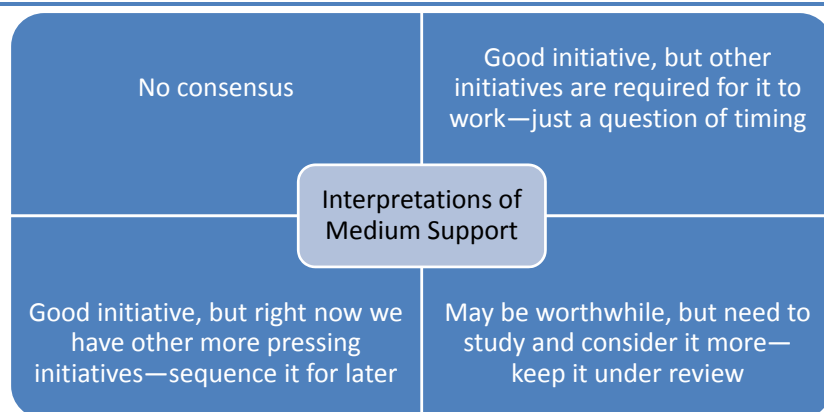 No consensus
Good initiative, but other
initiatives are required for it to
work—just a question of timing
Interpretations of
Medium Support
Good initiative, but right now we
have other more pressing
initiatives—sequence it for later
May be worthwhile, but need to
study and consider it more—
keep it under review